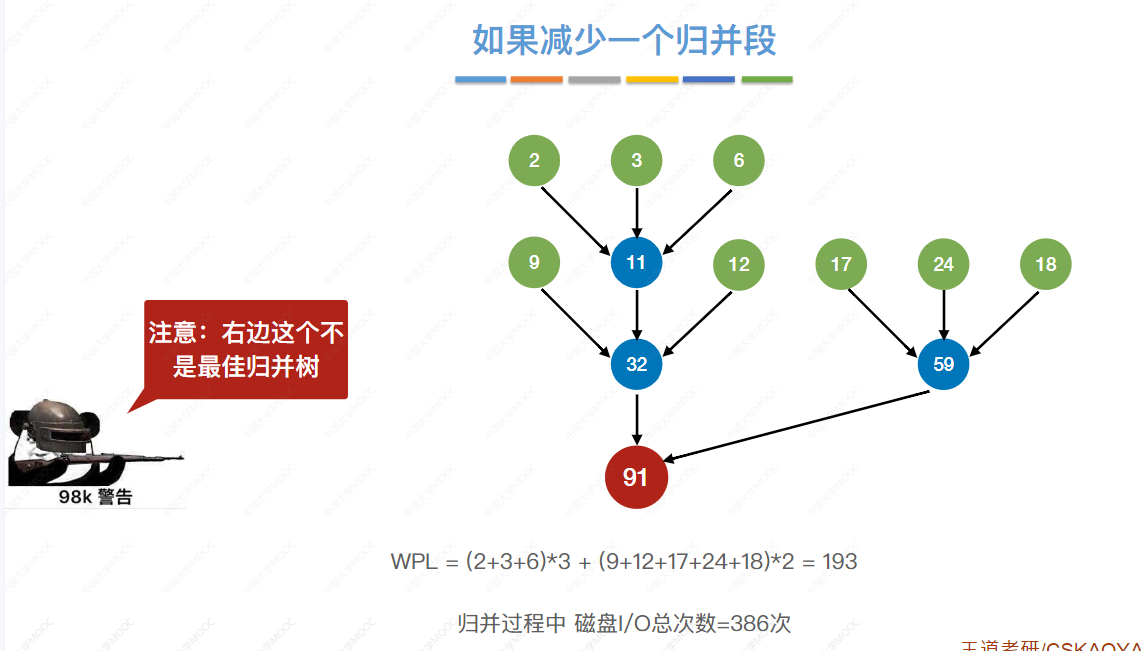 如果减少一个归并段
2 3 6
9 11 12 17 24 18
注意：右边这个不
是最佳归并树
32 59
91
98k 警告
WPL = (2+3+6)*3 + (9+12+17+24+18)*2 = 193
归并过程中 磁盘I/O总次数=386次
王道考研/CSKAOYA